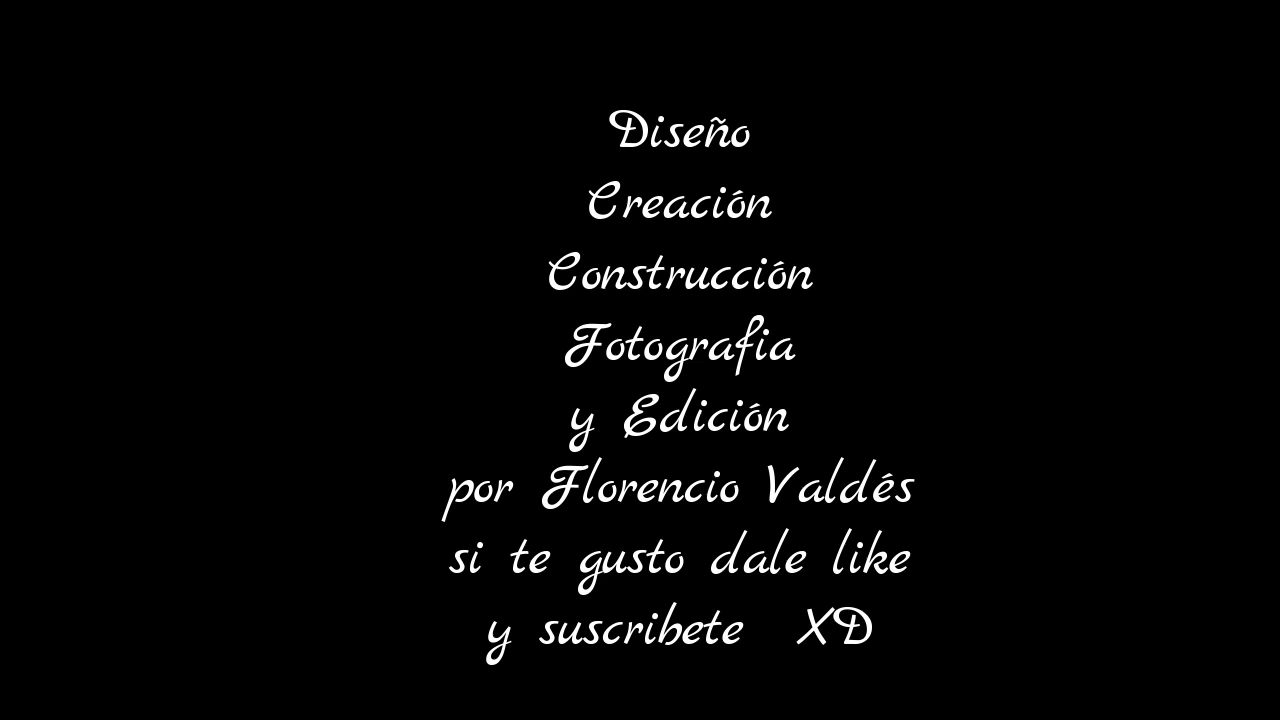 Diseño
Creación
Construcción
Fotografia
y Edición
por Florencio Valdés
si te gusto dale like
y suscribete XD